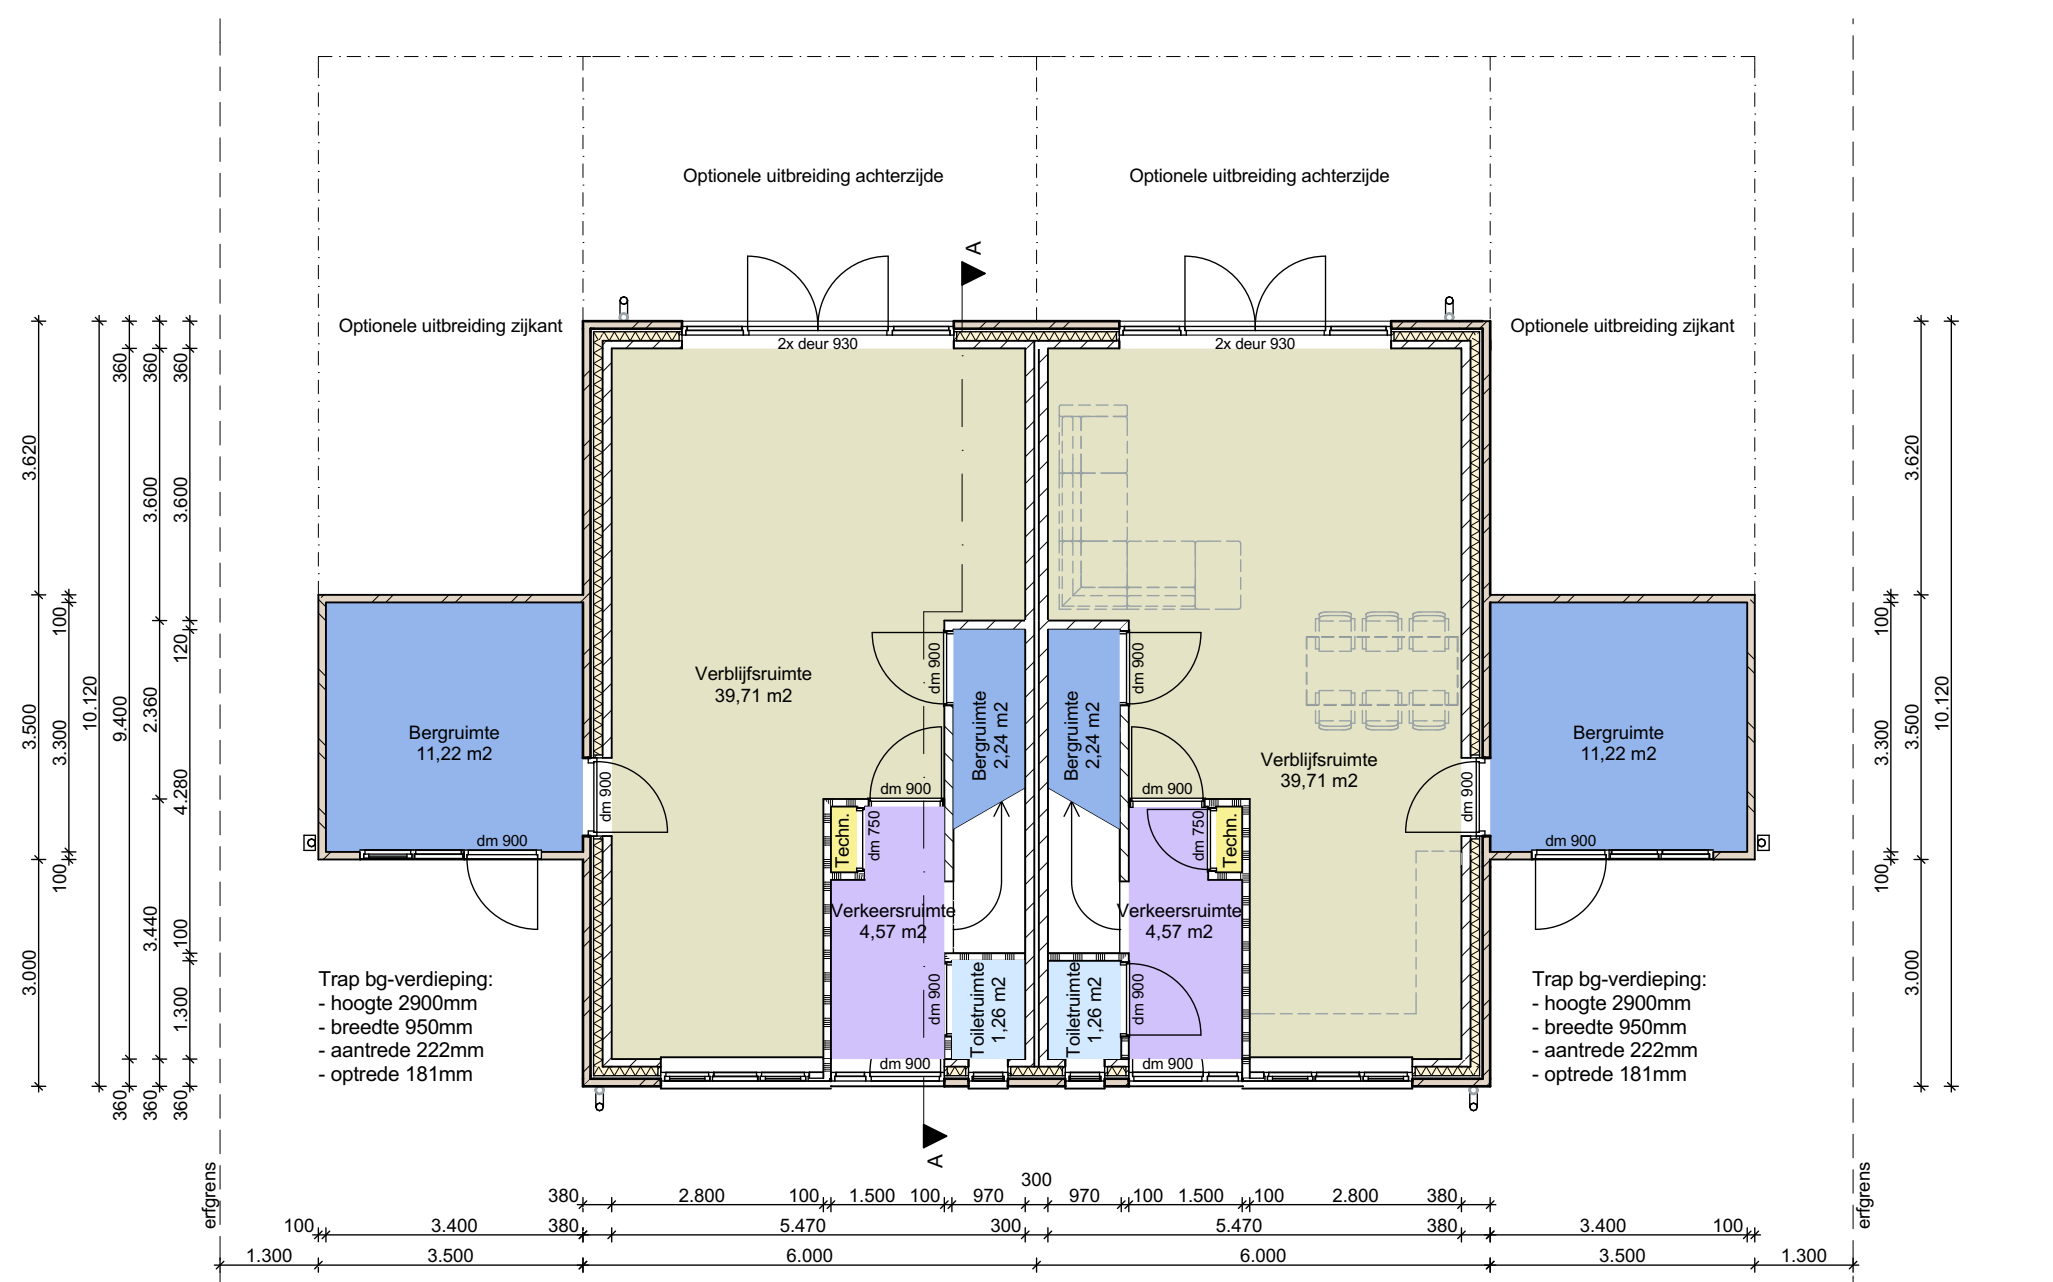 Optionele uitbreiding achterzijde
Optionele uitbreiding achterzijde
A
Optionele uitbreiding zijkant
Optionele uitbreiding zijkant
2x deur 930
2x deur 930
360
360
360
3.620
3.600
3.600
100
120
3.500
3.300
10.120
9.400
2.360
4.280
100
3.440
100
3.000
1.300
360
360
360
Bergruimte
11,22 m2
dm 900
dm 900
Verblijfsruimte
39,71 m2
dm 900
Bergruimte
2,24 m2
dm 900
Techn.
dm 750
Verkeersruimte
4,57 m2
dm 900
Toiletruimte
1,26 m2
dm 900
dm 900
Bergruimte
2,24 m2
dm 900
dm 750
Techn.
Verkeersruimte
4,57 m2
Toiletruimte
1,26 m2
dm 900
dm 900
Verblijfsruimte
39,71 m2
dm 900
Bergruimte
11,22 m2
dm 900
3.620
100
3.300
3.500
10.120
100
3.000
Trap bg-verdieping:
- hoogte 2900mm
- breedte 950mm
- aantrede 222mm
- optrede 181mm
Trap bg-verdieping:
- hoogte 2900mm
- breedte 950mm
- aantrede 222mm
- optrede 181mm
A
erfgrens
erfgrens
380 2.800 100 1.500 100 970 300 970 100 1.500 100 2.800 380
100 3.400 380 5.470 300 5.470 380 3.400 100
1.300 3.500 6.000 6.000 3.500 1.300